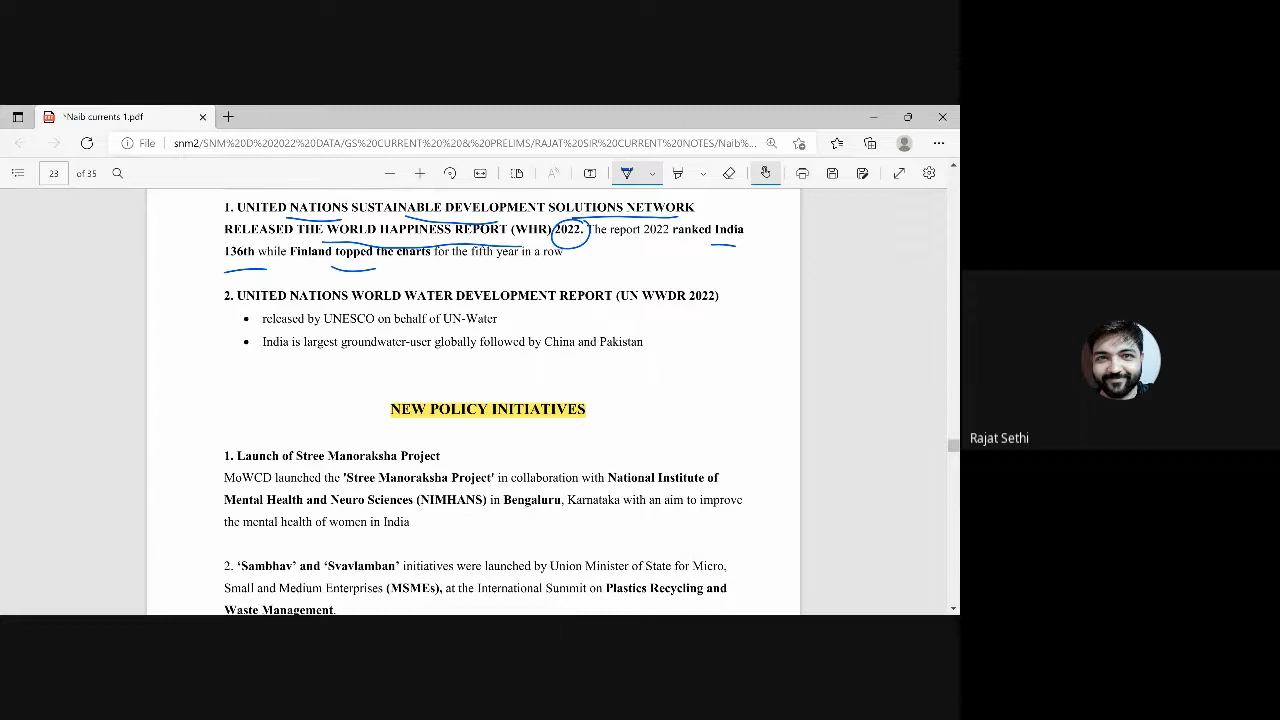 *Naib currents 1.pdf
File snm2/SNM%20D%202022%20DATA/GS%20CURRENT%20%20&%20PRELIMS/RAJAT%20SIR%20CURRENT%20NOTES/Naib%...
23 of 35
1. UNITED NATIONS SUSTAINABLE DEVELOPMENT SOLUTIONS NETWORK
RELEASED THE WORLD HAPPINESS REPORT (WHR) 2022. The report 2022 ranked India
136th while Finland topped the charts for the fifth year in a row
2. UNITED NATIONS WORLD WATER DEVELOPMENT REPORT (UN WWDR 2022)
• released by UNESCO on behalf of UN-Water
• India is largest groundwater-user globally followed by China and Pakistan
NEW POLICY INITIATIVES
1. Launch of Stree Manoraksha Project
MoWCD launched the 'Stree Manoraksha Project' in collaboration with National Institute of
Mental Health and Neuro Sciences (NIMHANS) in Bengaluru, Karnataka with an aim to improve
the mental health of women in India
2. ‘Sambhav’ and ‘Svavlamban’ initiatives were launched by Union Minister of State for Micro,
Small and Medium Enterprises (MSMEs), at the International Summit on Plastics Recycling and
Waste Management.
Rajat Sethi